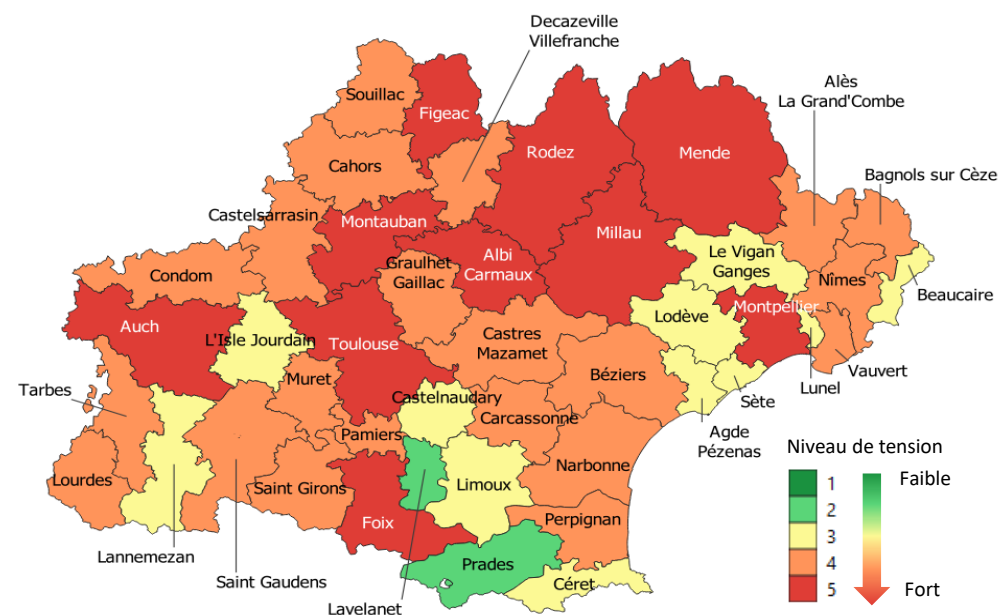 Decazeville
Villefranche
Souillac
Figeac
Alès
La Grand'Combe
Cahors
Rodez
Mende
Bagnols sur Cèze
Castelsarrasin
Montauban
Millau
Albi
Carmaux
Graulhet
Gaillac
Le Vigan
Ganges
Condom
Nîmes
Beaucaire
Auch
L'Isle Jourdain
Toulouse
Lodève
Montpellier
Castres
Mazamet
Muret
Béziers
Vauvert
Lunel
Tarbes
Castelnaudary
Sète
Carcassonne
Agde
Pézenas
Pamiers
Narbonne
Lourdes
Saint Girons
Limoux
Foix
Perpignan
Lannemezan
Saint Gaudens
Prades
Céret
Lavelanet
Niveau de tension
1
2
3
4
5
Faible
Fort